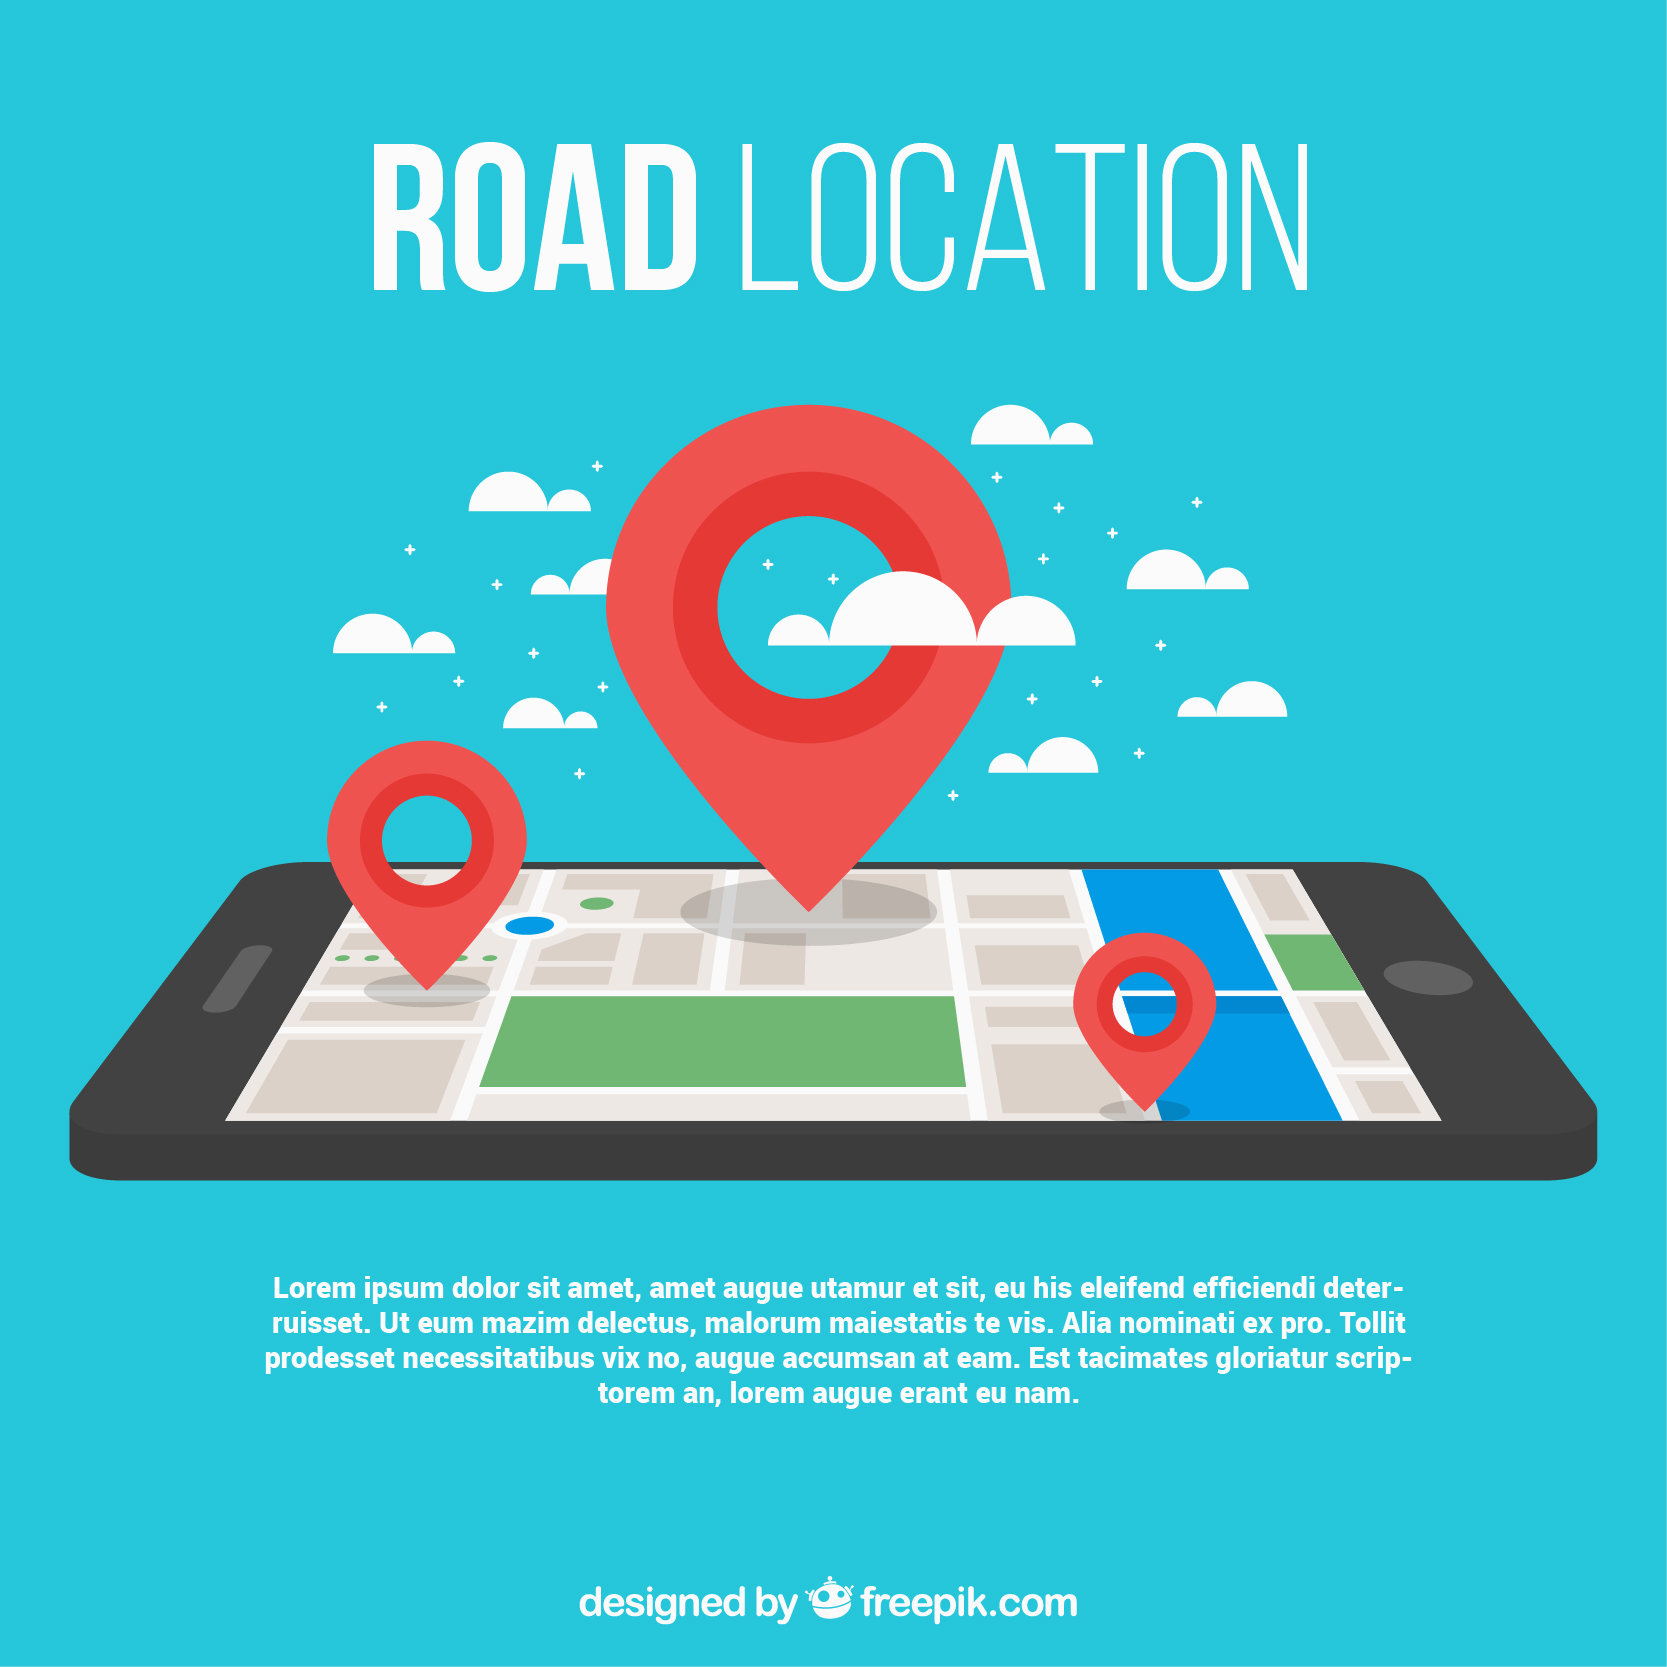 ROAD LOCATION
Lorem ipsum dolor sit amet, amet augue utamur et sit, eu his eleifend efficiendi deter-
ruisset. Ut eum mazim delectus, malorum maiestatis te vis. Alia nominati ex pro. Tollit
prodesset necessitatibus vix no, augue accumsan at eam. Est tacimates gloriatur scrip-
torem an, lorem augue erant eu nam.
designed by freepik.com